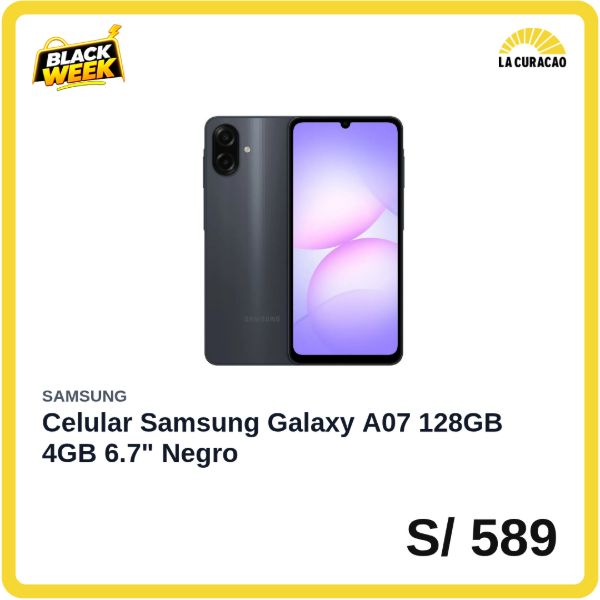 BLACK
WEEK
LA CURACAO
SAMSUNG
SAMSUNG
Celular Samsung Galaxy A07 128GB
4GB 6.7" Negro
S/ 589